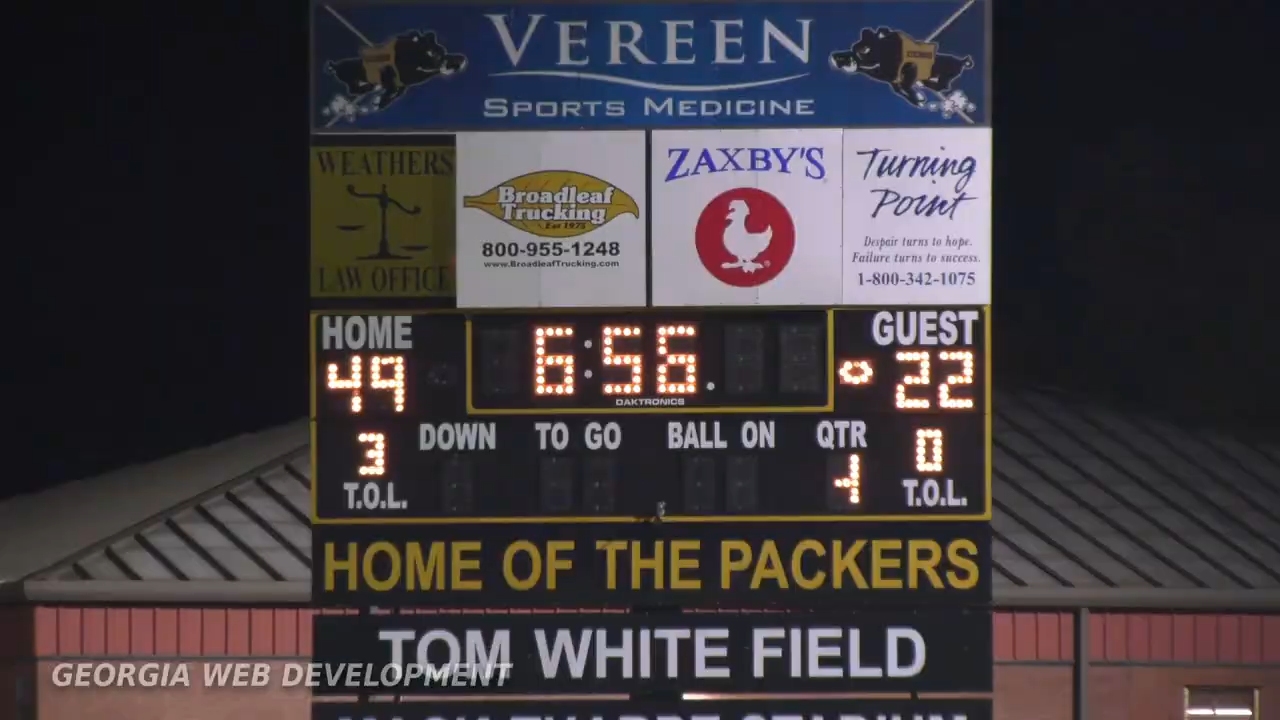 VEREEN
SPORTS MEDICINE
WEATHERS
LAW OFFICE
Broadleaf
Trucking
Est 1975
800-955-1248
www.BroadleafTrucking.com
ZAXBY'S
Turning
Point
Despair turns to hope.
Failure turns to success.
1-800-342-1075
HOME
49
6:56
DAKTRONICS
GUEST
22
3
T.O.L.
DOWN
TO GO
BALL ON
QTR
0
T.O.L.
HOME OF THE PACKERS
TOM WHITE FIELD
GEORGIA WEB DEVELOPMENT